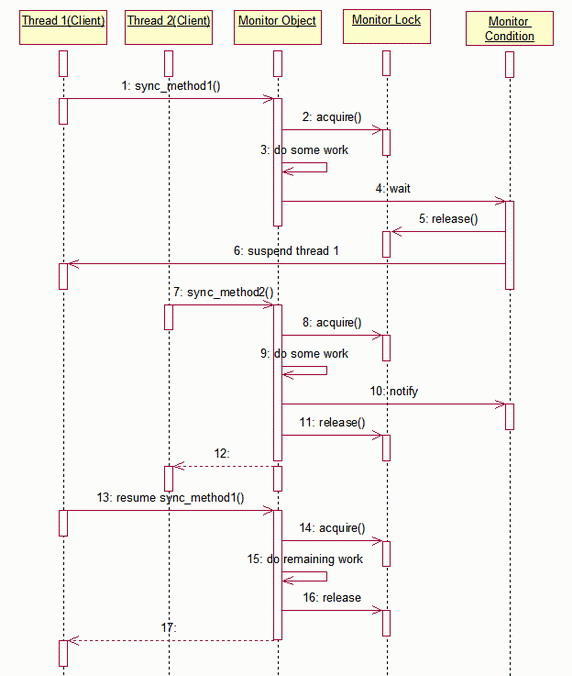 Thread 1(Client)
Thread 2(Client)
Monitor Object
Monitor Lock
Monitor
Condition
1: sync_method1()
2: acquire()
3: do some work
4: wait
5: release()
6: suspend thread 1
7: sync_method2()
8: acquire()
9: do some work
10: notify
11: release()
12:
13: resume sync_method1()
14: acquire()
15: do remaining work
16: release
17: